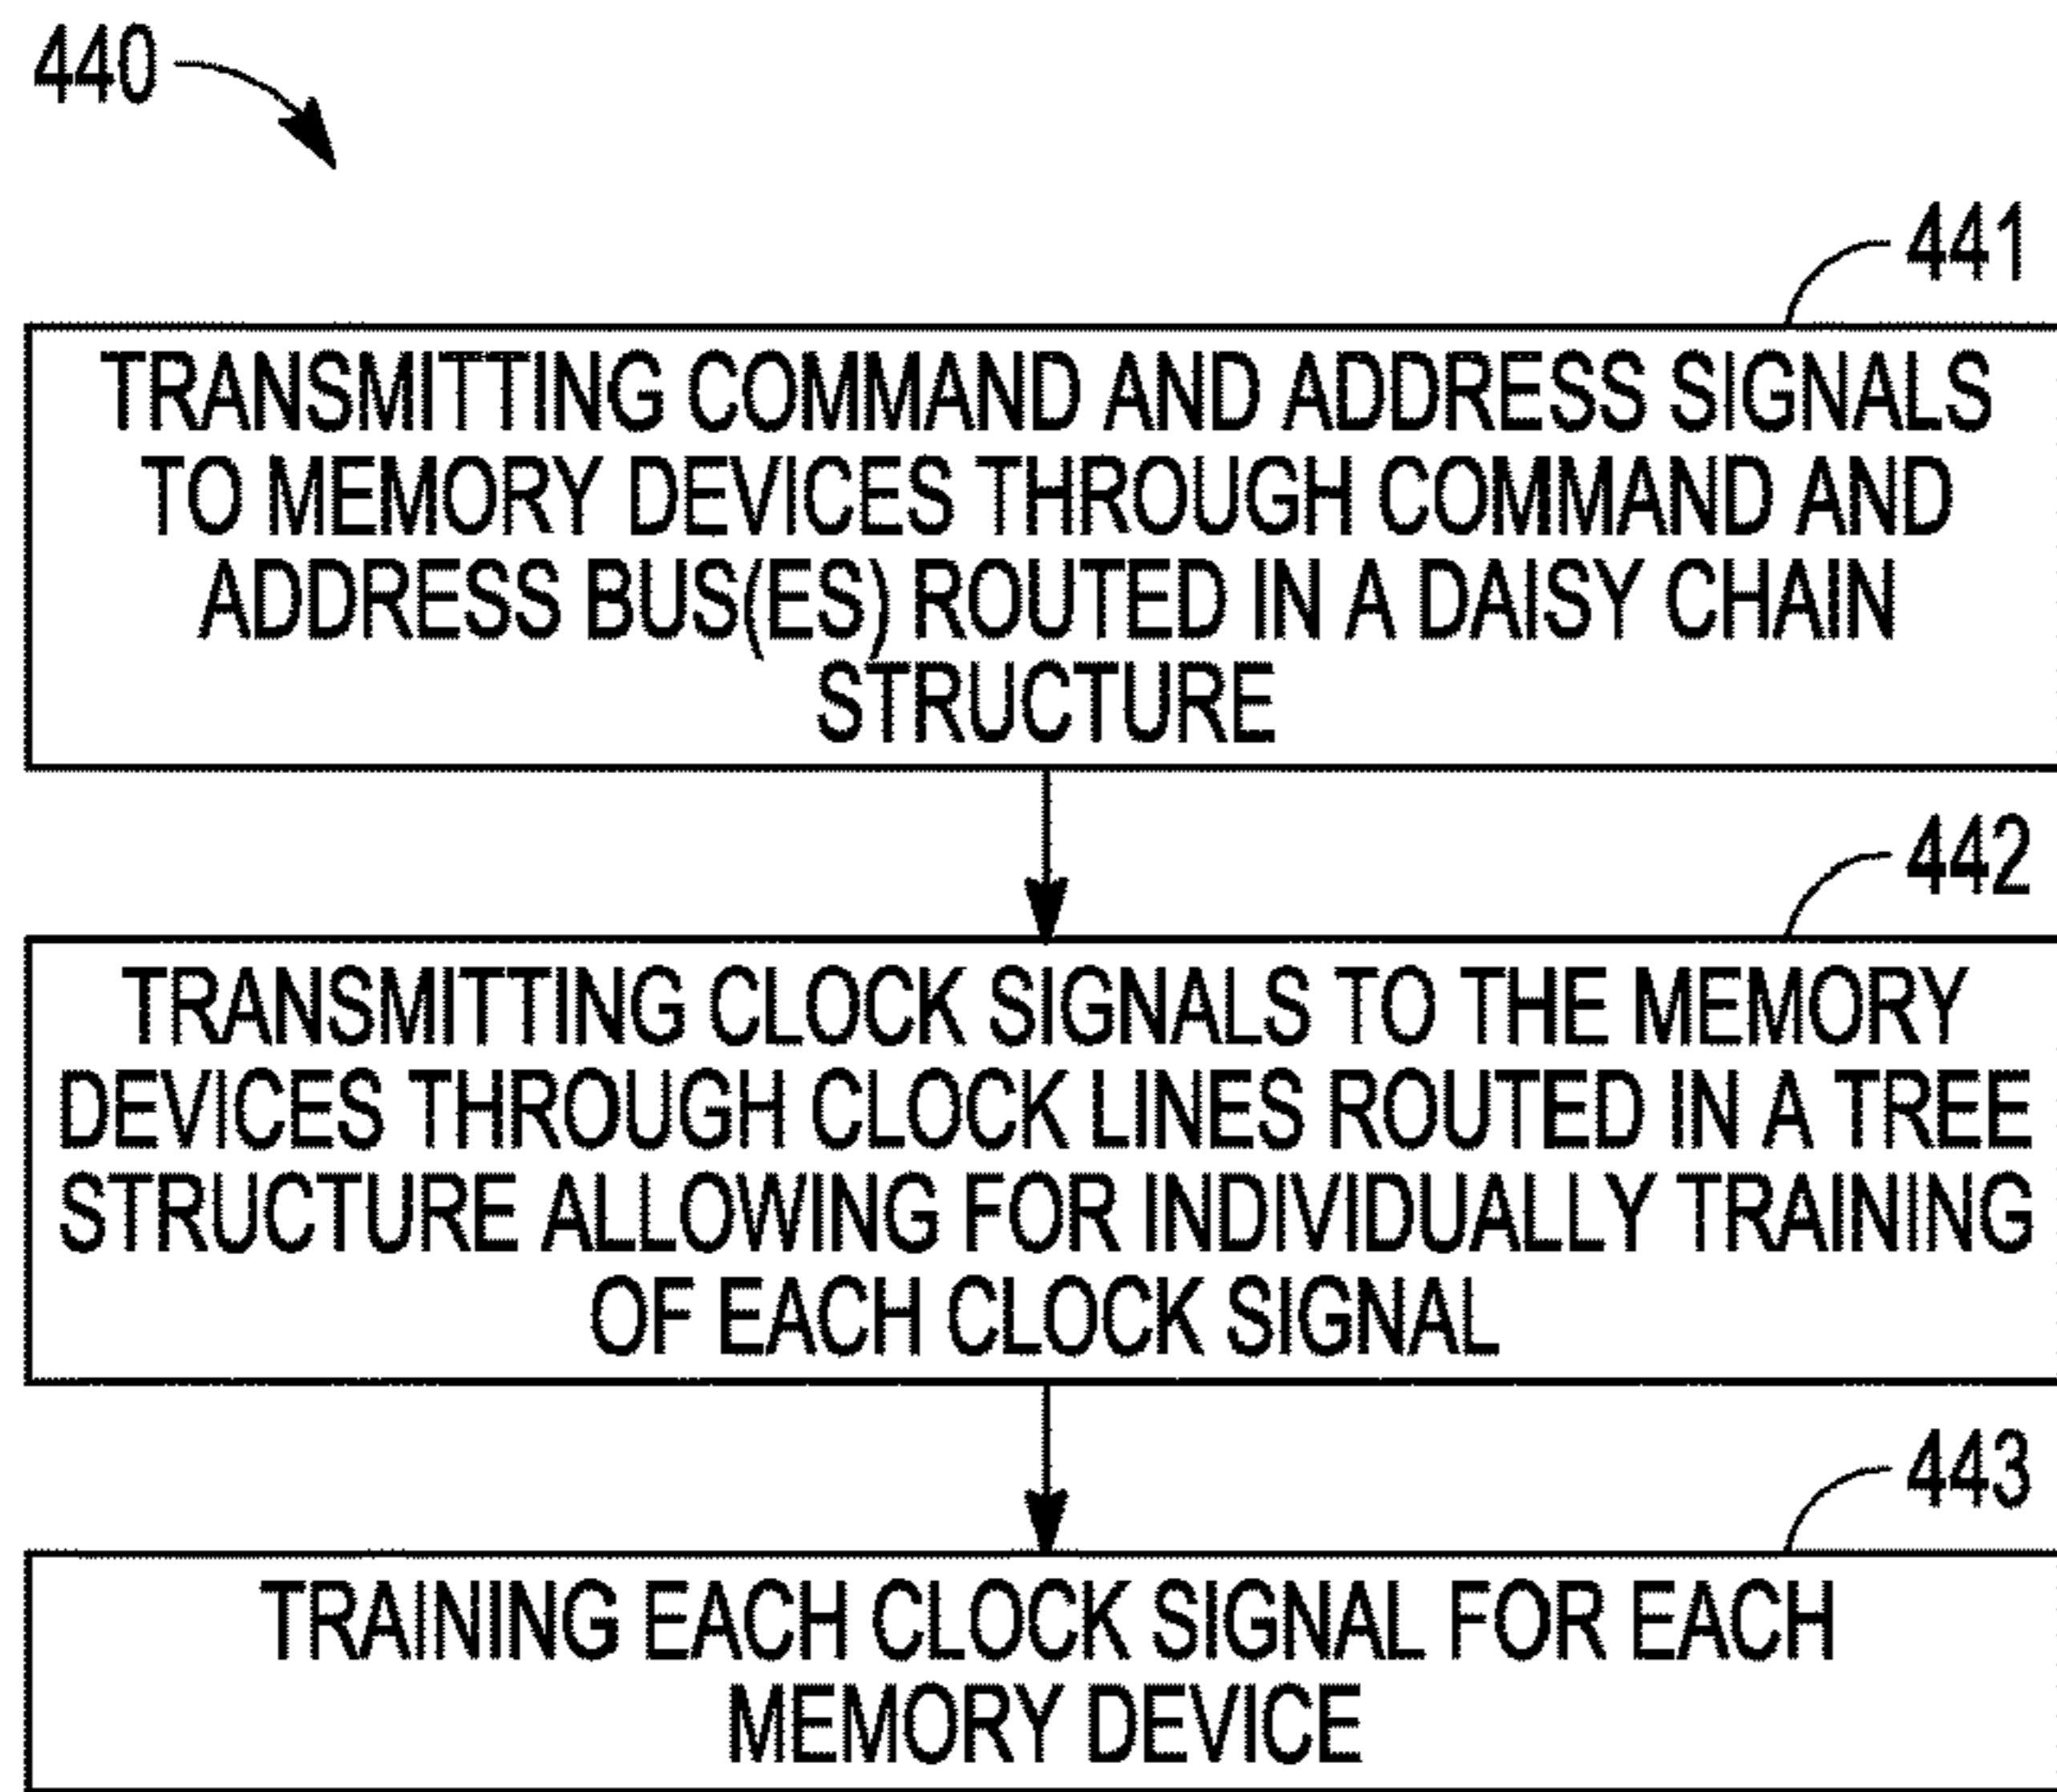 440
441
TRANSMITTING COMMAND AND ADDRESS SIGNALS
TO MEMORY DEVICES THROUGH COMMAND AND
ADDRESS BUS(ES) ROUTED IN A DAISY CHAIN
STRUCTURE
442
TRANSMITTING CLOCK SIGNALS TO THE MEMORY
DEVICES THROUGH CLOCK LINES ROUTED IN A TREE
STRUCTURE ALLOWING FOR INDIVIDUALLY TRAINING
OF EACH CLOCK SIGNAL
443
TRAINING EACH CLOCK SIGNAL FOR EACH
MEMORY DEVICE